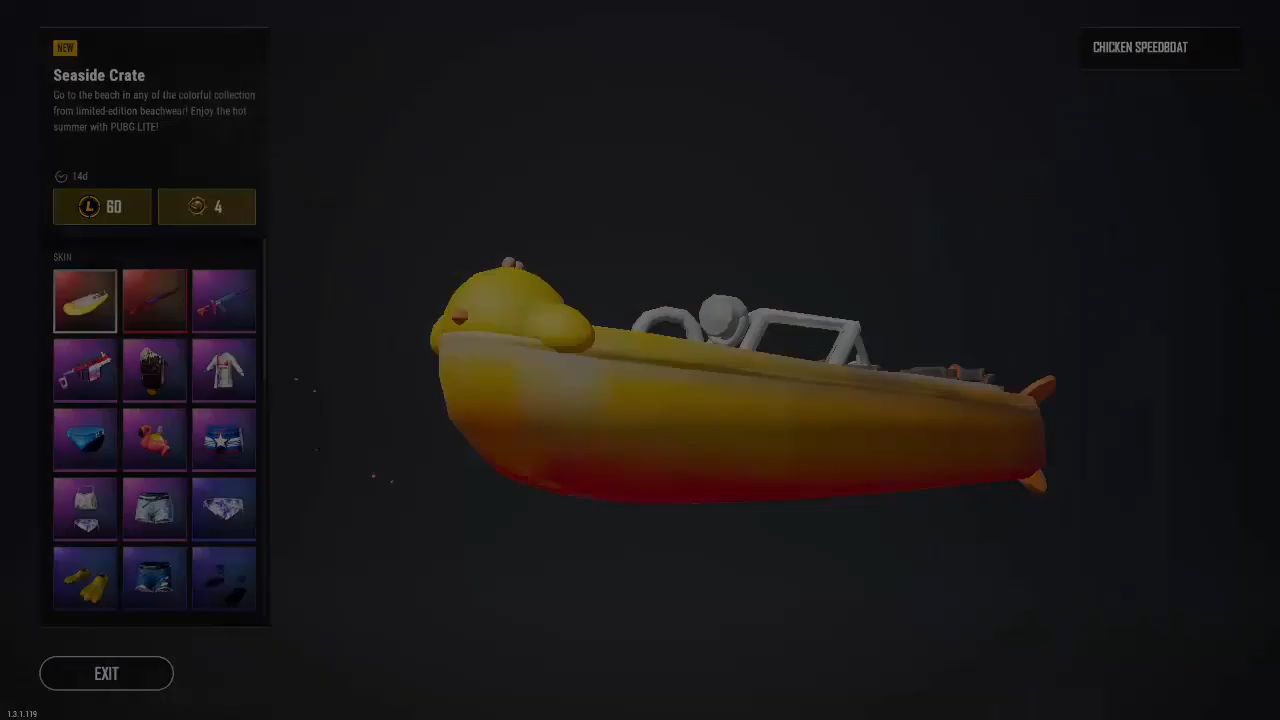 NEW
Seaside Crate
Go to the beach in any of the colorful collection
from limited-edition beachwear! Enjoy the hot
summer with PUBG LITE!
14d
L 60
4
SKIN
CHICKEN SPEEDBOAT
EXIT
1.3.1.119